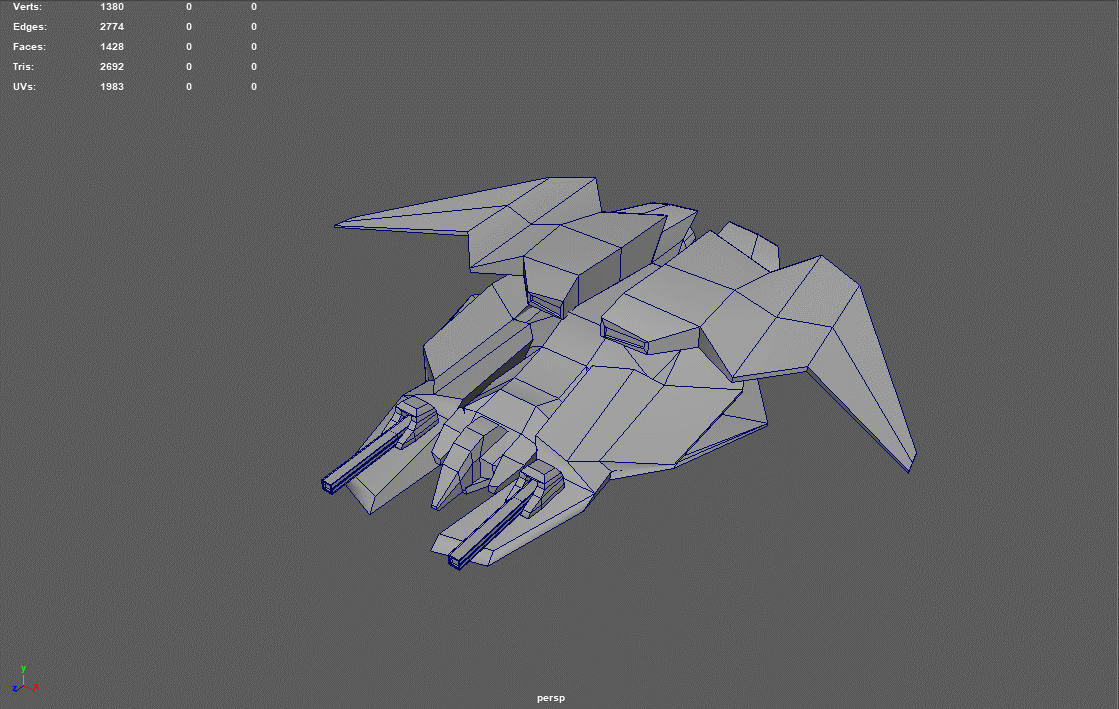 Verts: 1380 0 0
Edges: 2774 0 0
Faces: 1428 0 0
Tris: 2692 0 0
UVs: 1983 0 0
y
z
persp